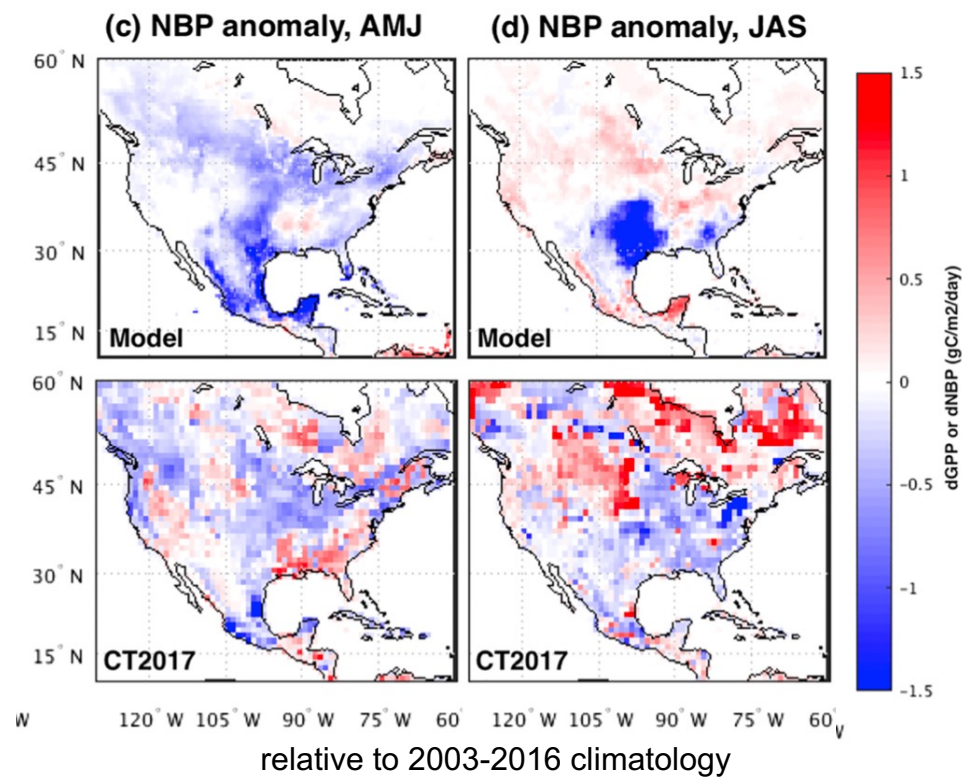 (c) NBP anomaly, AMJ
(d) NBP anomaly, JAS
60° N
45° N
30° N
15° N
Model
Model
1.5
1
0.5
0
-0.5
-1
-1.5
dGPP or dNBP (gC/m2/day)
60° N
45° N
30° N
15° N
CT2017
CT2017
W
120° W
105° W
90° W
75° W
60°
120° W
105° W
90° W
75° W
60°
W
relative to 2003-2016 climatology